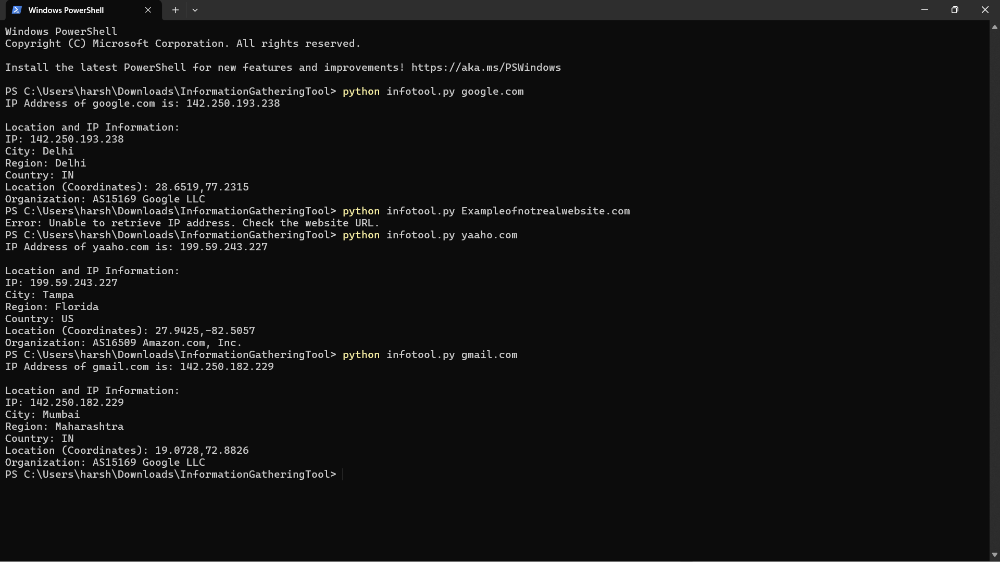 Windows PowerShell
Windows PowerShell
Copyright (C) Microsoft Corporation. All rights reserved.
Install the latest PowerShell for new features and improvements! https://aka.ms/PSWindows
PS C:\Users\harsh\Downloads\InformationGatheringTool> python infotool.py google.com
IP Address of google.com is: 142.250.193.238
Location and IP Information:
IP: 142.250.193.238
City: Delhi
Region: Delhi
Country: IN
Location (Coordinates): 28.6519,77.2315
Organization: AS15169 Google LLC
PS C:\Users\harsh\Downloads\InformationGatheringTool> python infotool.py Exampleofnotrealwebsite.com
Error: Unable to retrieve IP address. Check the website URL.
PS C:\Users\harsh\Downloads\InformationGatheringTool> python infotool.py yaaho.com
IP Address of yaaho.com is: 199.59.243.227
Location and IP Information:
IP: 199.59.243.227
City: Tampa
Region: Florida
Country: US
Location (Coordinates): 27.9425,-82.5057
Organization: AS16509 Amazon.com, Inc.
PS C:\Users\harsh\Downloads\InformationGatheringTool> python infotool.py gmail.com
IP Address of gmail.com is: 142.250.182.229
Location and IP Information:
IP: 142.250.182.229
City: Mumbai
Region: Maharashtra
Country: IN
Location (Coordinates): 19.0728,72.8826
Organization: AS15169 Google LLC
PS C:\Users\harsh\Downloads\InformationGatheringTool>